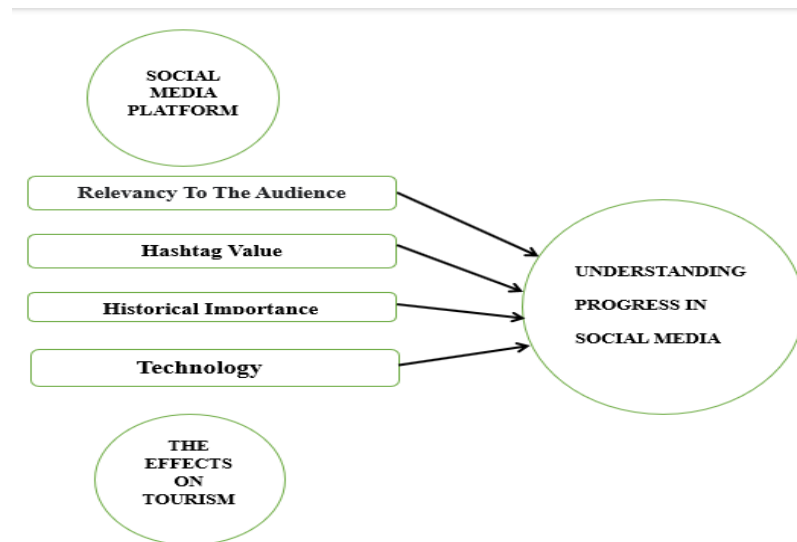 SOCIAL
MEDIA
PLATFORM
Relevancy To The Audience
Hashtag Value
Historical Importance
Technology
THE
EFFECTS
ON
TOURISM
UNDERSTANDING
PROGRESS IN
SOCIAL MEDIA